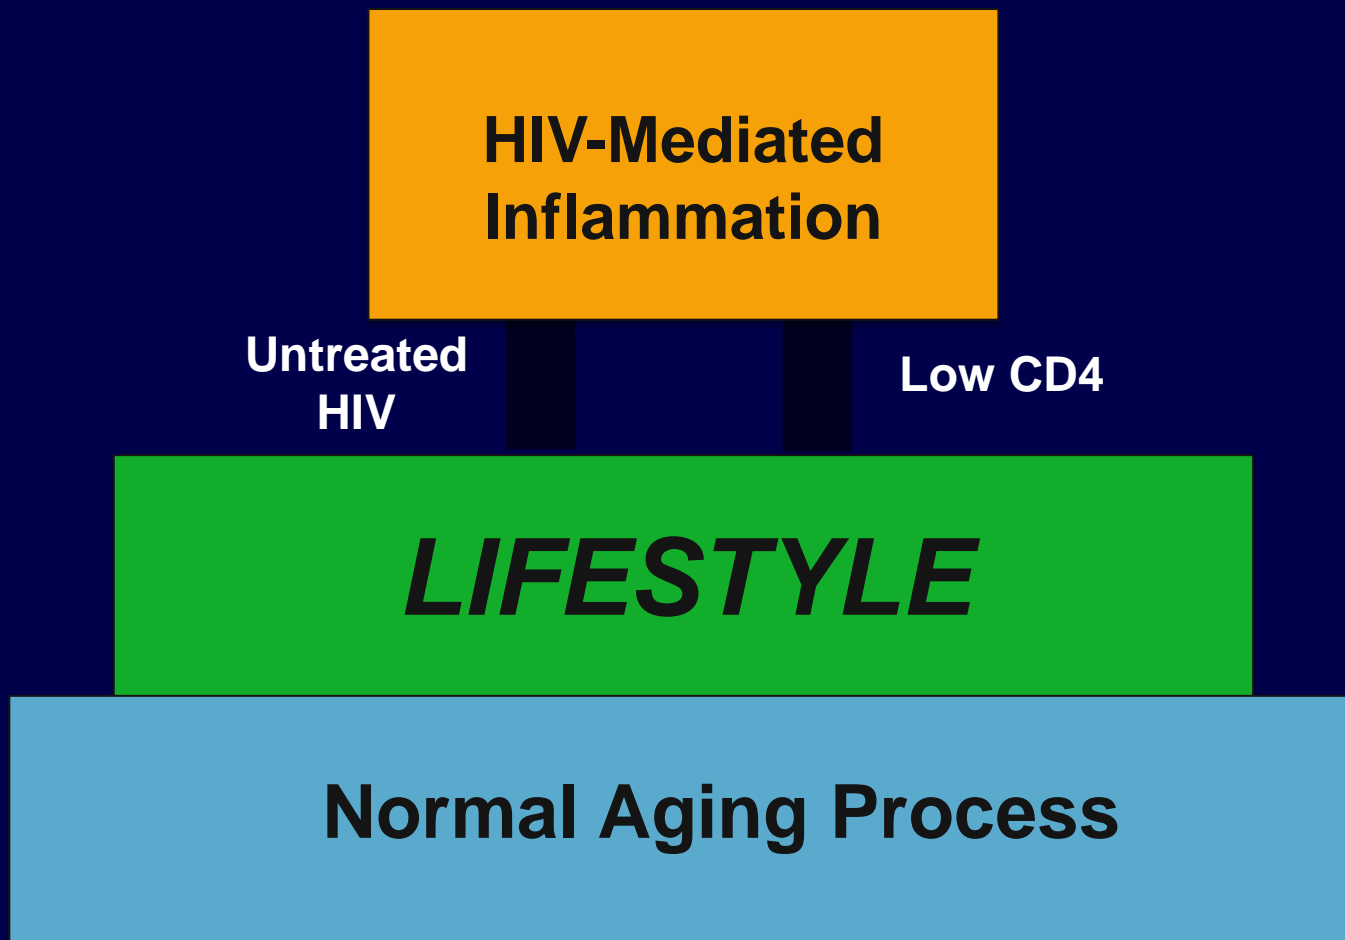 HIV-Mediated
Inflammation
Untreated
HIV
Low CD4
LIFESTYLE
Normal Aging Process